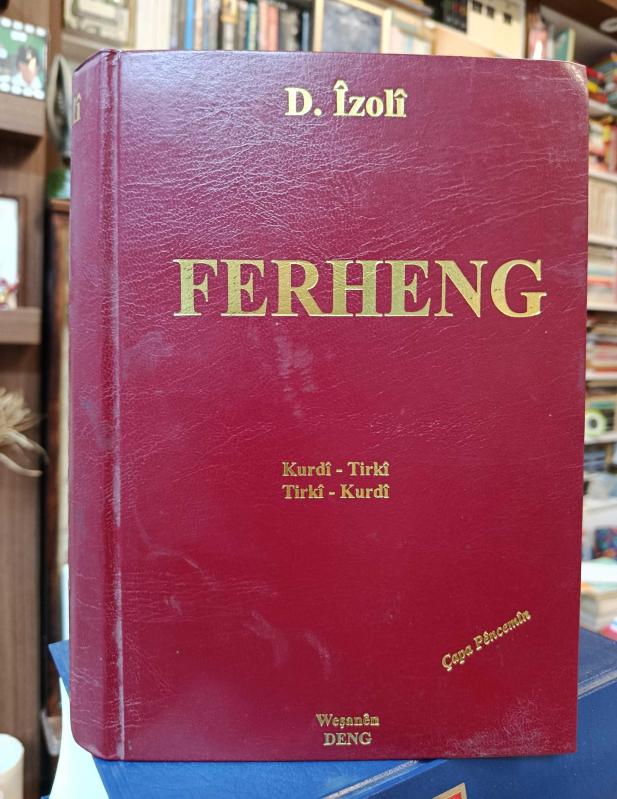 D. Îzolî
FERHENG
Kurdî - Tirkî
Tirkî - Kurdî
Çapa Pêncemîn
Weşanên
DENG